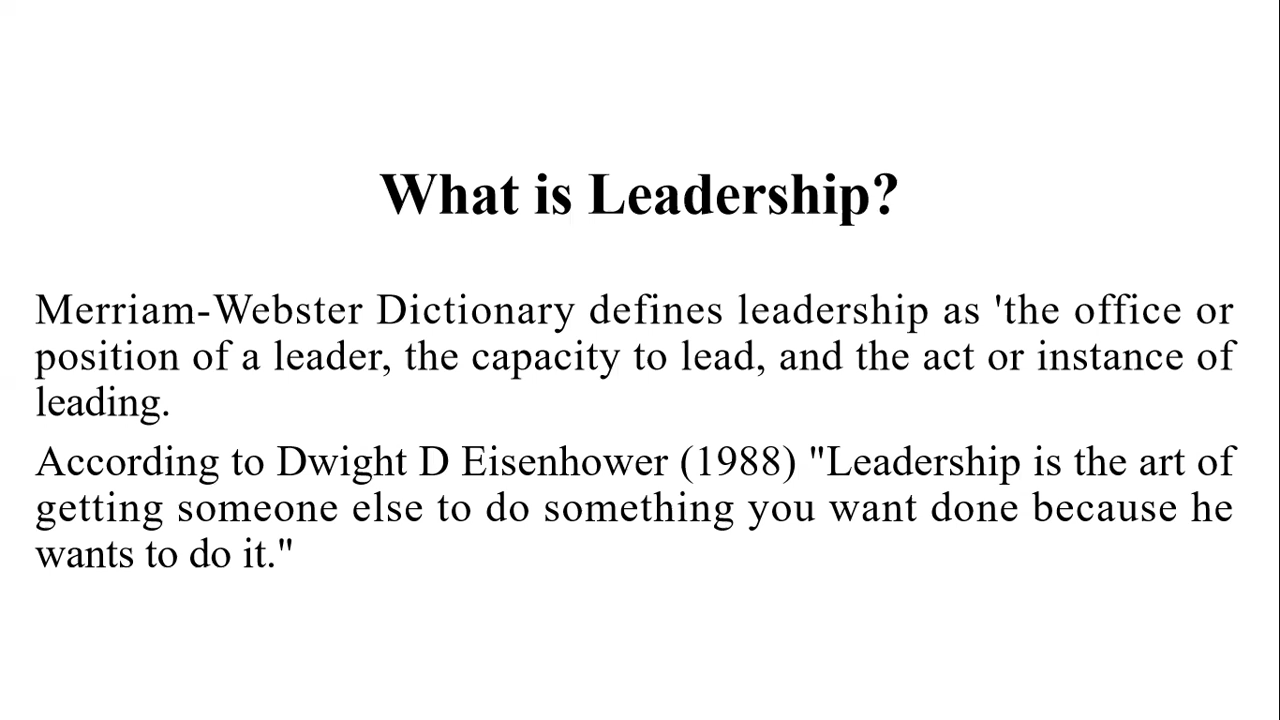 What is Leadership?
Merriam-Webster Dictionary defines leadership as 'the office or
position of a leader, the capacity to lead, and the act or instance of
leading.
According to Dwight D Eisenhower (1988) "Leadership is the art of
getting someone else to do something you want done because he
wants to do it."